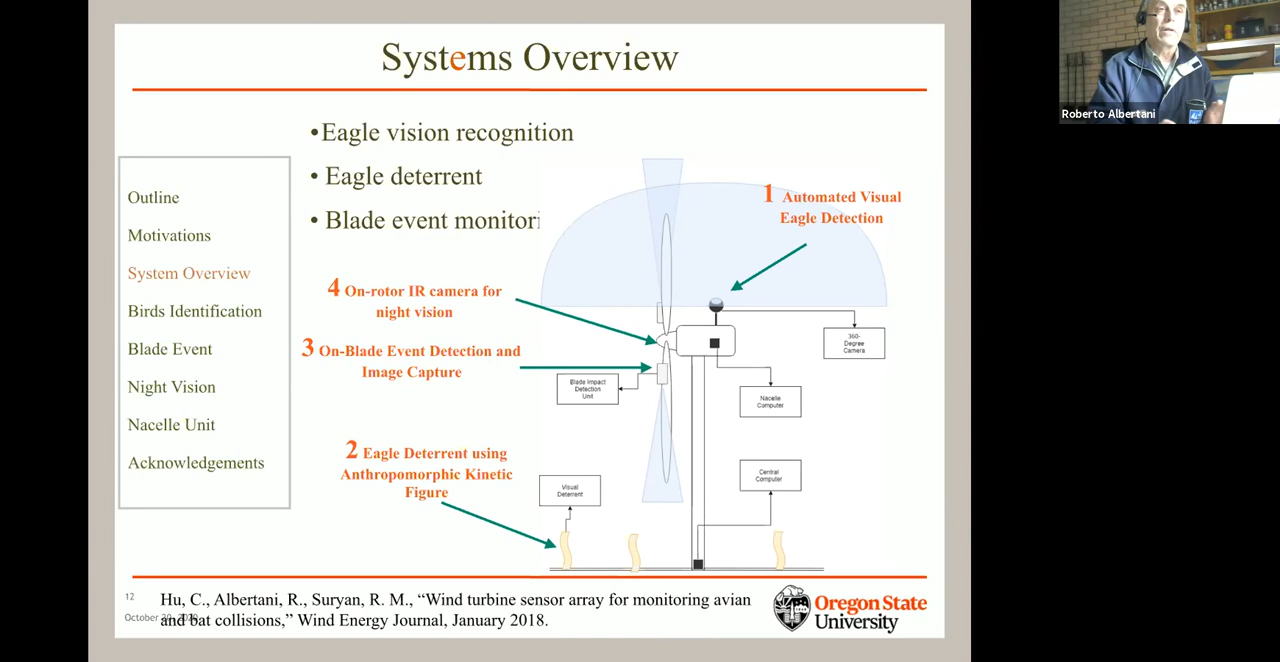 Systems Overview
•Eagle vision recognition
• Eagle deterrent
• Blade event monitori
Outline
Motivations
System Overview
Birds Identification
Blade Event
Night Vision
Nacelle Unit
Acknowledgements
1 Automated Visual
Eagle Detection
4 On-rotor IR camera for
night vision
3 On-Blade Event Detection and
Image Capture
2 Eagle Deterrent using
Anthropomorphic Kinetic
Figure
360-
Degree
Camera
Blade Impact
Detection
Unit
Nacelle
Computer
Central
Computer
Visual
Deterrent
12
Hu, C., Albertani, R., Suryan, R. M., “Wind turbine sensor array for monitoring avian
and bat collisions,” Wind Energy Journal, January 2018.
October
Oregon State
University
Roberto Albertani